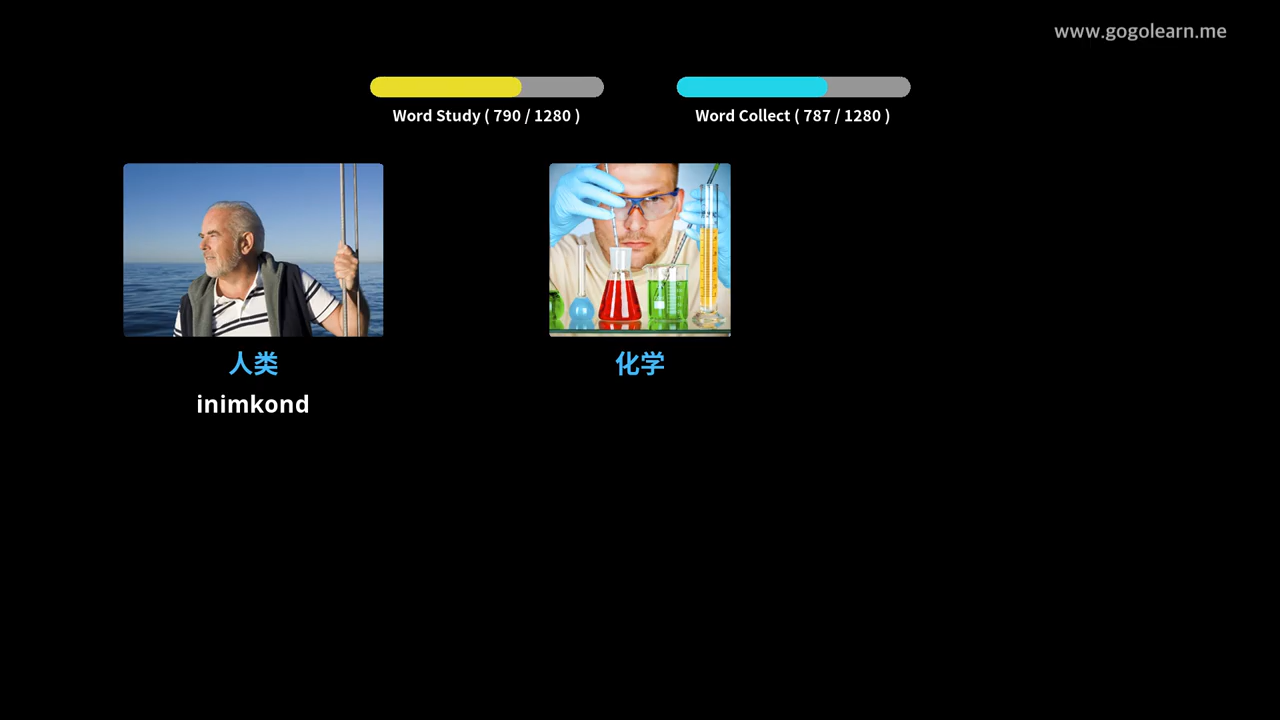 www.gogolearn.me
Word Study ( 790 / 1280 )
Word Collect ( 787 / 1280 )
人类
化学
inimkond